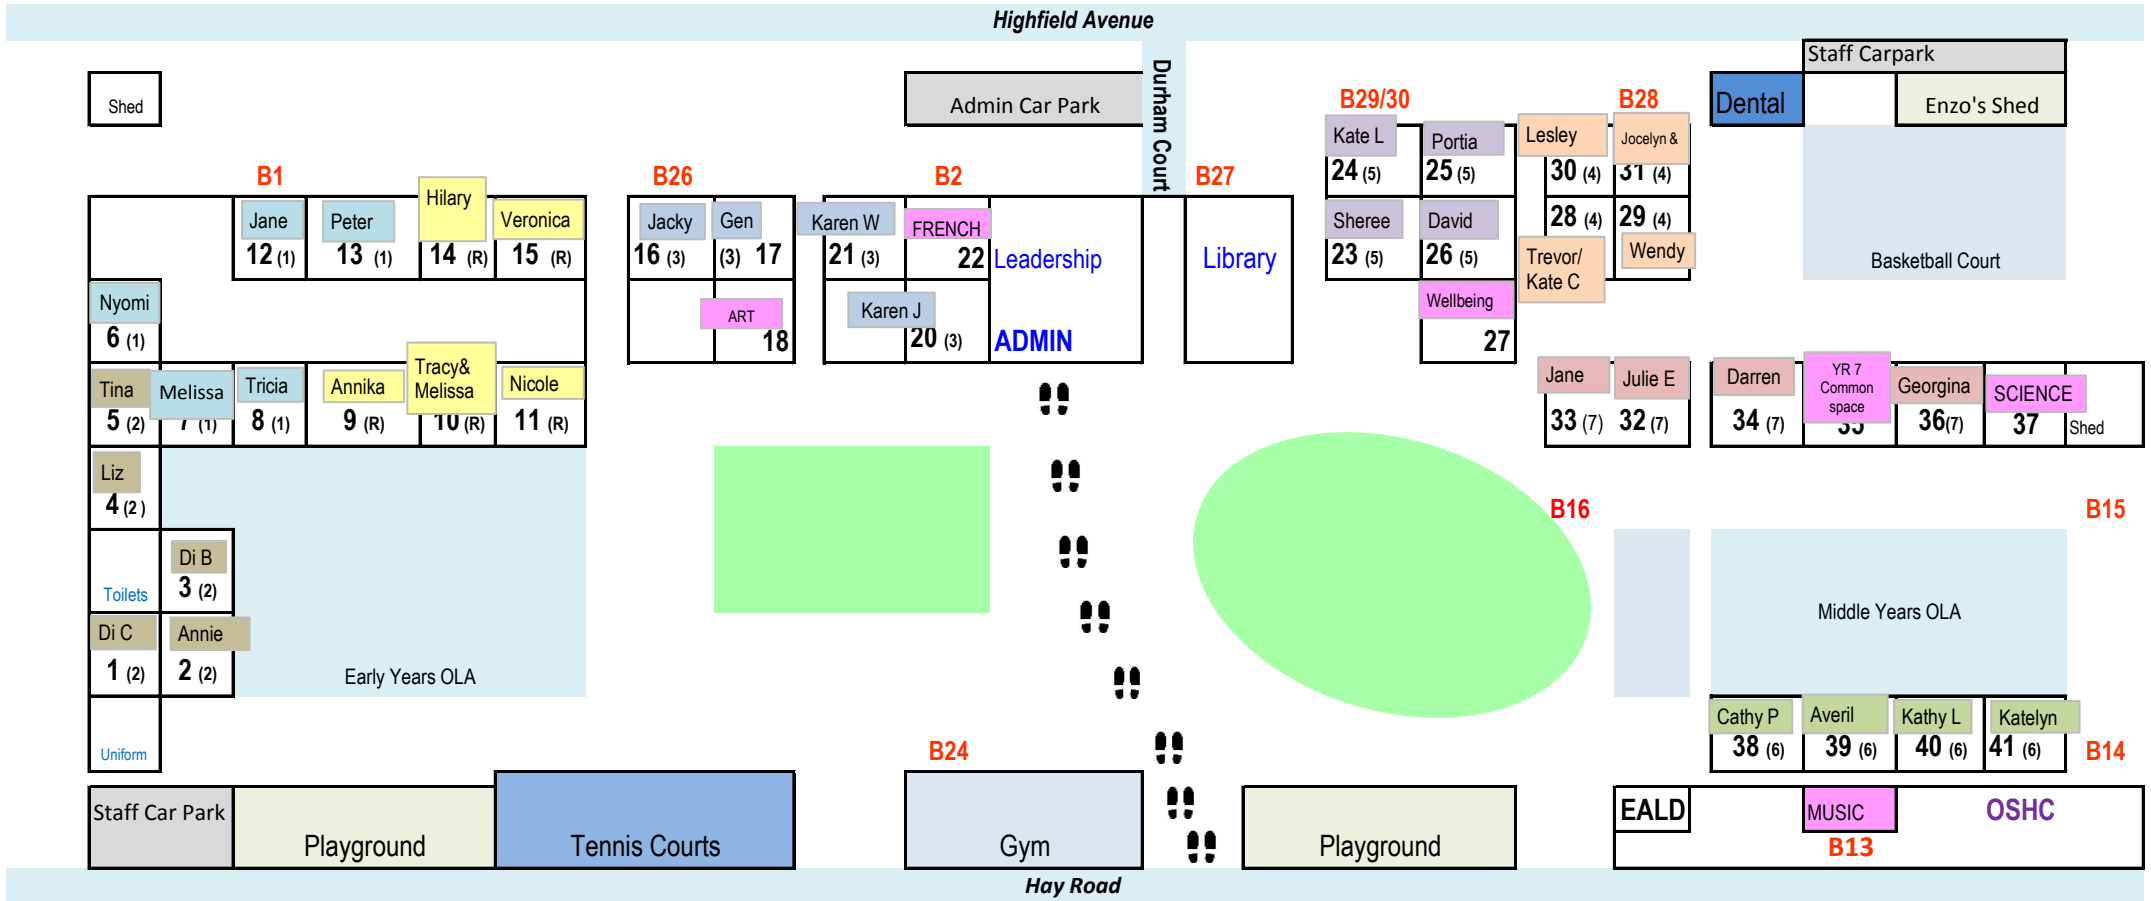 Highfield Avenue
Durham Court
Staff Carpark
Shed
Admin Car Park
Dental
Enzo's Shed
B29/30
B28
Kate L
24 (5)
Portia
25 (5)
Lesley
30 (4)
Jocelyn &
31 (4)
B1
B26
B2
B27
Jane
12 (1)
Peter
13 (1)
Hilary
14 (R)
Veronica
15 (R)
Jacky
16 (3)
Gen
(3) 17
Karen W
21 (3)
FRENCH
22
Leadership
Library
Sheree
23 (5)
David
26 (5)
28 (4)
Trevor/
Kate C
29 (4)
Wendy
Basketball Court
Nyomi
6 (1)
ART
18
Karen J
20 (3)
ADMIN
Wellbeing
27
Tina
5 (2)
Melissa
7 (1)
Tricia
8 (1)
Annika
9 (R)
Tracy&
Melissa
10 (R)
Nicole
11 (R)
Jane
33 (7)
Julie E
32 (7)
Darren
34 (7)
YR 7
Common
space
35
Georgina
36(7)
SCIENCE
37
Shed
Liz
4 (2 )
B16
B15
Toilets
Di B
3 (2)
Di C
1 (2)
Annie
2 (2)
Early Years OLA
Middle Years OLA
Uniform
B24
Cathy P
38 (6)
Averil
39 (6)
Kathy L
40 (6)
Katelyn
41 (6)
B14
Staff Car Park
Playground
Tennis Courts
Gym
Playground
EALD
MUSIC
OSHC
B13
Hay Road